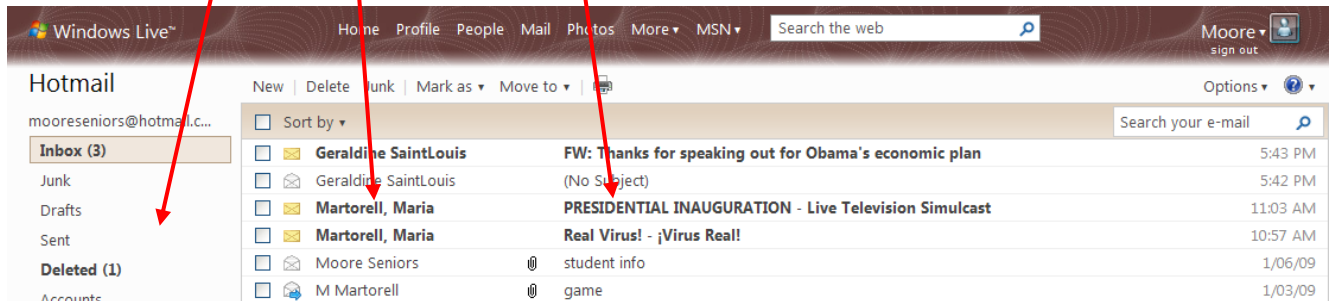 Windows Live™ Home Profile People Mail Photos More MSN Search the web Moore
sign out
Hotmail New | Delete Junk | Mark as Move to | Options
mooreseniors@hotmail.c... Sort by Search your e-mail
Inbox (3) Geraldine SaintLouis FW: Thanks for speaking out for Obama's economic plan 5:43 PM
Junk Geraldine SaintLouis (No Subject) 5:42 PM
Drafts Martorell, Maria PRESIDENTIAL INAUGURATION - Live Television Simulcast 11:03 AM
Sent Martorell, Maria Real Virus! - ¡Virus Real! 10:57 AM
Deleted (1) Moore Seniors student info 1/06/09
Accounts M Martorell game 1/03/09